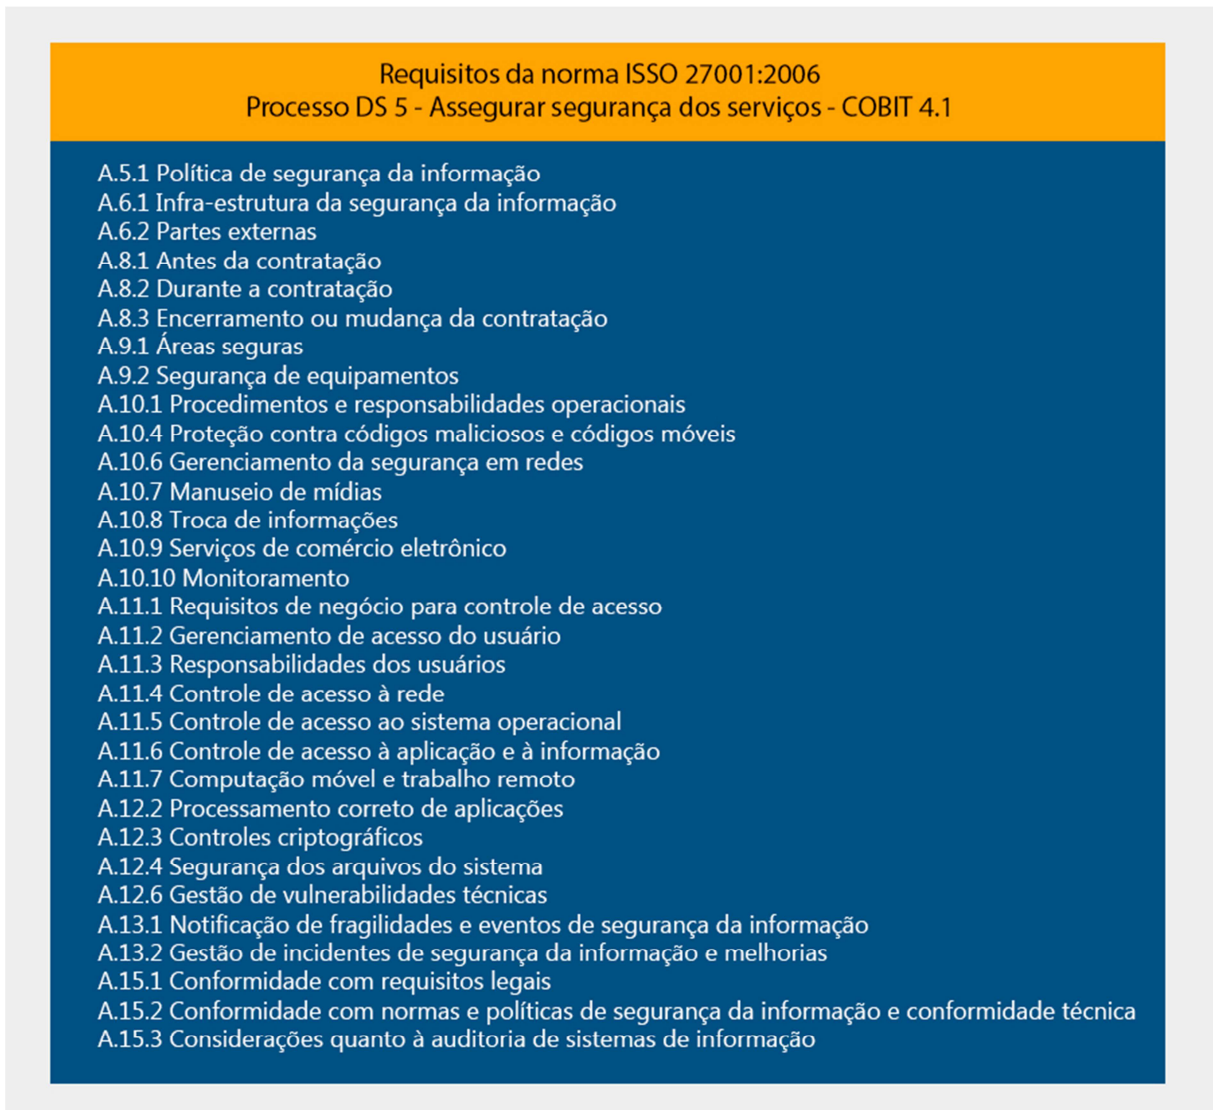 Requisitos da norma ISSO 27001:2006
Processo DS 5 - Assegurar segurança dos serviços - COBIT 4.1
A.5.1 Política de segurança da informação
A.6.1 Infra-estrutura da segurança da informação
A.6.2 Partes externas
A.8.1 Antes da contratação
A.8.2 Durante a contratação
A.8.3 Encerramento ou mudança da contratação
A.9.1 Áreas seguras
A.9.2 Segurança de equipamentos
A.10.1 Procedimentos e responsabilidades operacionais
A.10.4 Proteção contra códigos maliciosos e códigos móveis
A.10.6 Gerenciamento da segurança em redes
A.10.7 Manuseio de mídias
A.10.8 Troca de informações
A.10.9 Serviços de comércio eletrônico
A.10.10 Monitoramento
A.11.1 Requisitos de negócio para controle de acesso
A.11.2 Gerenciamento de acesso do usuário
A.11.3 Responsabilidades dos usuários
A.11.4 Controle de acesso à rede
A.11.5 Controle de acesso ao sistema operacional
A.11.6 Controle de acesso à aplicação e à informação
A.11.7 Computação móvel e trabalho remoto
A.12.2 Processamento correto de aplicações
A.12.3 Controles criptográficos
A.12.4 Segurança dos arquivos do sistema
A.12.6 Gestão de vulnerabilidades técnicas
A.13.1 Notificação de fragilidades e eventos de segurança da informação
A.13.2 Gestão de incidentes de segurança da informação e melhorias
A.15.1 Conformidade com requisitos legais
A.15.2 Conformidade com normas e políticas de segurança da informação e conformidade técnica
A.15.3 Considerações quanto à auditoria de sistemas de informação